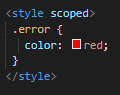 <style scoped>
.error {
  color: red;
}
</style>